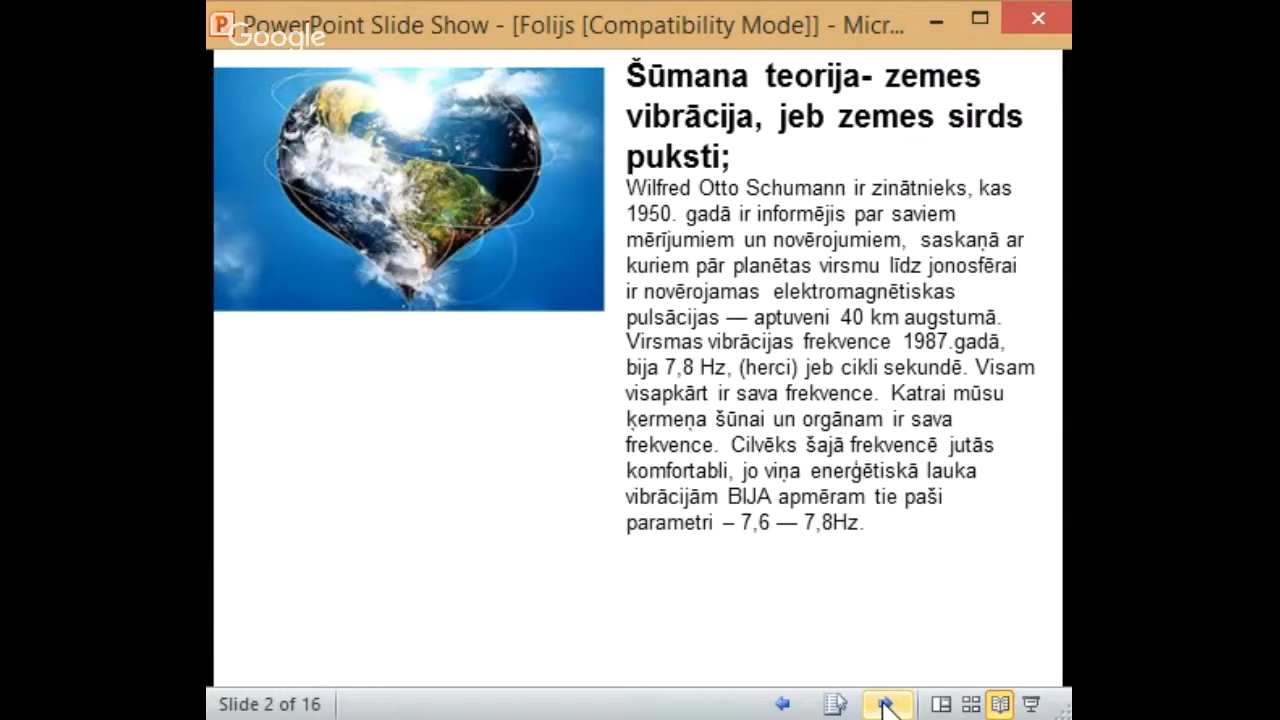 PowerPoint Slide Show - [Folijs [Compatibility Mode]] - Micr...
Google
Šūmana teorija- zemes
vibrācija, jeb zemes sirds
puksti;
Wilfred Otto Schumann ir zinātnieks, kas
1950. gadā ir informējis par saviem
mērījumiem un novērojumiem, saskaņā ar
kuriem pār planētas virsmu līdz jonosfērai
ir novērojamas elektromagnētiskas
pulsācijas — aptuveni 40 km augstumā.
Virsmas vibrācijas frekvence 1987.gadā,
bija 7,8 Hz, (herci) jeb cikli sekundē. Visam
visapkārt ir sava frekvence. Katrai mūsu
ķermeņa šūnai un orgānam ir sava
frekvence. Cilvēks šajā frekvencē jutās
komfortabli, jo viņa enerģētiskā lauka
vibrācijām BIJA apmēram tie paši
parametri – 7,6 — 7,8Hz.
Slide 2 of 16